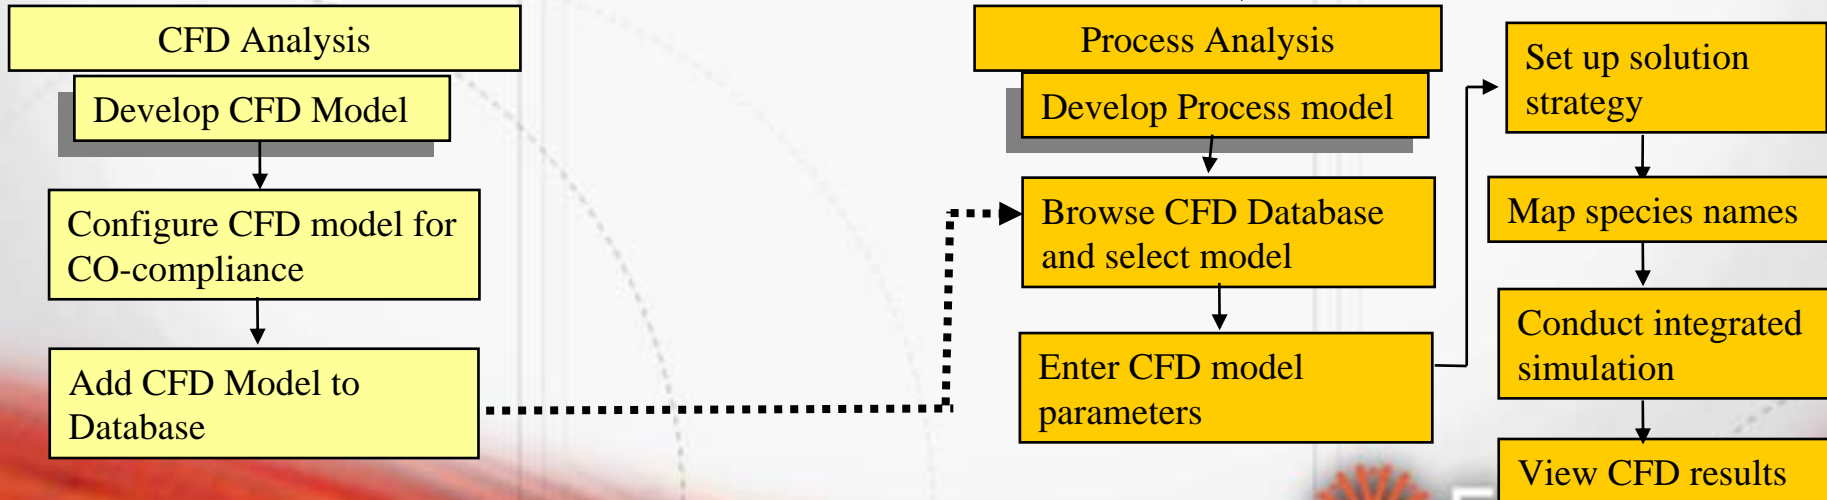 CFD Analysis
Develop CFD Model
Configure CFD model for
CO-compliance
Add CFD Model to
Database
Process Analysis
Develop Process model
Browse CFD Database
and select model
Enter CFD model
parameters
Set up solution
strategy
Map species names
Conduct integrated
simulation
View CFD results